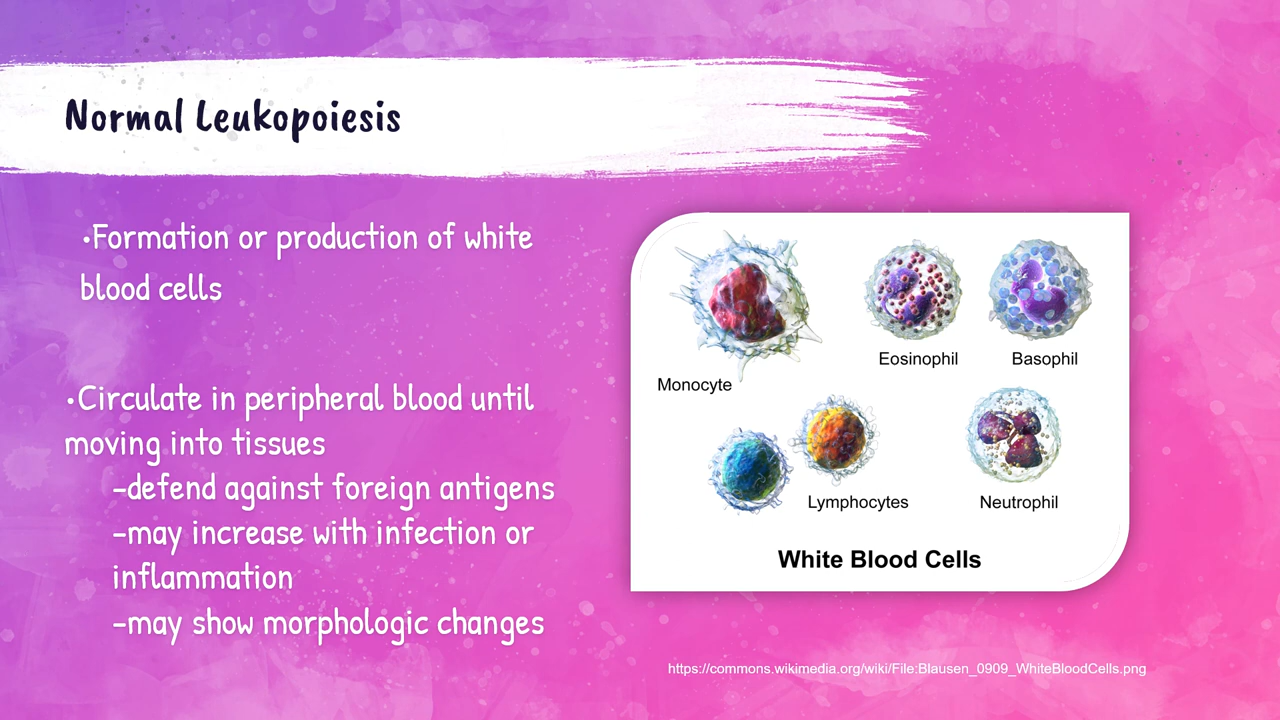 Normal Leukopoiesis
•Formation or production of white
blood cells
•Circulate in peripheral blood until
moving into tissues
-defend against foreign antigens
-may increase with infection or
inflammation
-may show morphologic changes
Monocyte
Eosinophil
Basophil
Lymphocytes
Neutrophil
White Blood Cells
https://commons.wikimedia.org/wiki/File:Blausen_0909_WhiteBloodCells.png